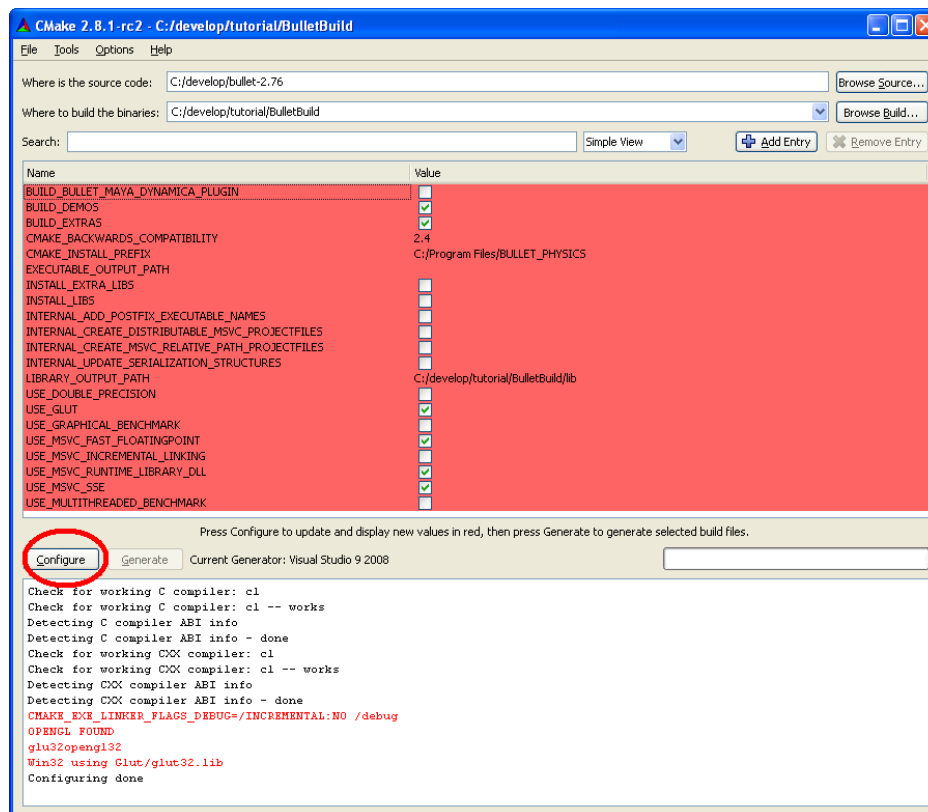 CMake 2.8.1-rc2 - C:/develop/tutorial/BulletBuild
File Tools Options Help
Where is the source code: C:/develop/bullet-2.76 Browse Source...
Where to build the binaries: C:/develop/tutorial/BulletBuild Browse Build...
Search: Simple View Add Entry Remove Entry
Name Value
BUILD_BULLET_MAYA_DYNAMICA_PLUGIN
BUILD_DEMOS
BUILD_EXTRAS
CMAKE_BACKWARDS_COMPATIBILITY 2.4
CMAKE_INSTALL_PREFIX C:/Program Files/BULLET_PHYSICS
EXECUTABLE_OUTPUT_PATH
INSTALL_EXTRA_LIBS
INSTALL_LIBS
INTERNAL_ADD_POSTFIX_EXECUTABLE_NAMES
INTERNAL_CREATE_DISTRIBUTABLE_MSVC_PROJECTFILES
INTERNAL_CREATE_MSVC_RELATIVE_PATH_PROJECTFILES
INTERNAL_UPDATE_SERIALIZATION_STRUCTURES
LIBRARY_OUTPUT_PATH C:/develop/tutorial/BulletBuild/lib
USE_DOUBLE_PRECISION
USE_GLUT
USE_GRAPHICAL_BENCHMARK
USE_MSVC_FAST_FLOATINGPOINT
USE_MSVC_INCREMENTAL_LINKING
USE_MSVC_RUNTIME_LIBRARY_DLL
USE_MSVC_SSE
USE_MULTITHREADED_BENCHMARK
Press Configure to update and display new values in red, then press Generate to generate selected build files.
Configure Generate Current Generator: Visual Studio 9 2008
Check for working C compiler: cl
Check for working C compiler: cl -- works
Detecting C compiler ABI info
Detecting C compiler ABI info - done
Check for working CXX compiler: cl
Check for working CXX compiler: cl -- works
Detecting CXX compiler ABI info
Detecting CXX compiler ABI info - done
CMAKE_EXE_LINKER_FLAGS_DEBUG=/INCREMENTAL:NO /debug
OPENGL FOUND
glu32opengl32
Win32 using Glut/glut32.lib
Configuring done